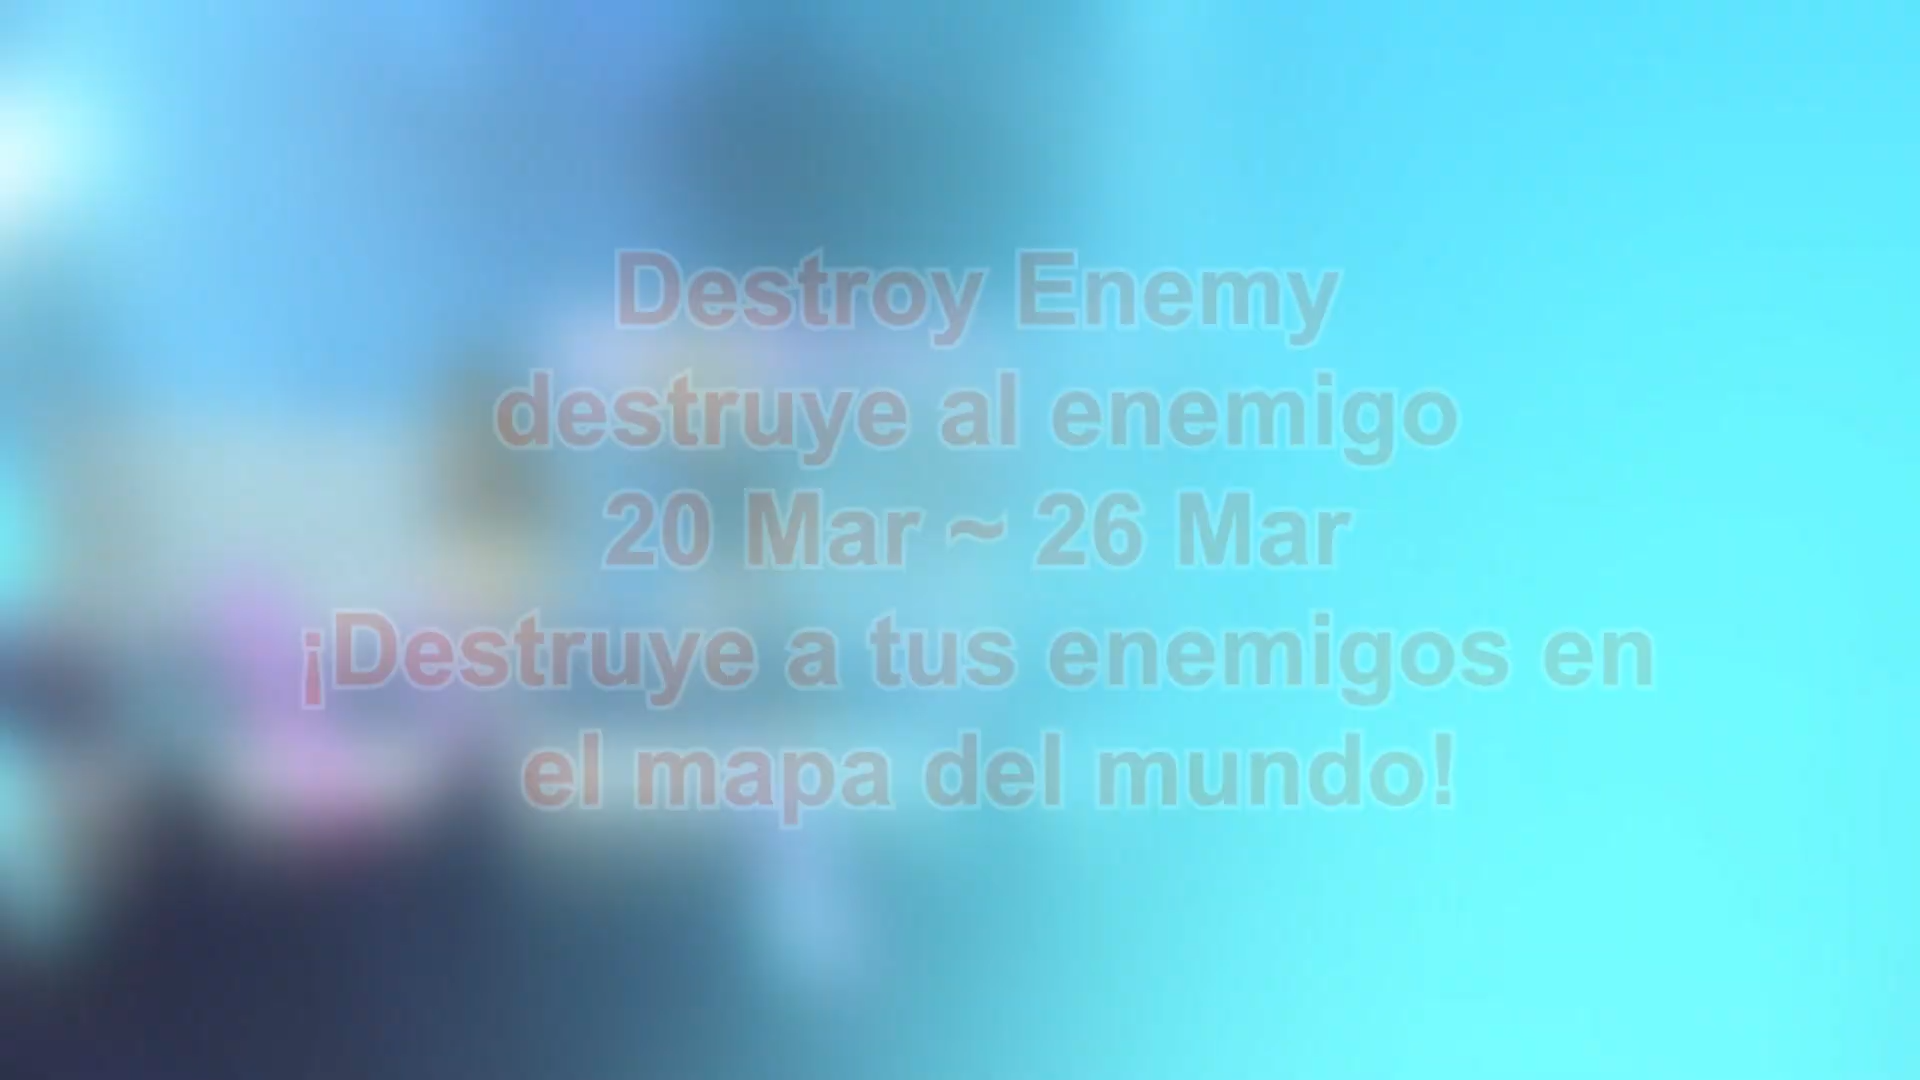 Destroy Enemy
destruye al enemigo
20 Mar ~ 26 Mar
¡Destruye a tus enemigos en
el mapa del mundo!